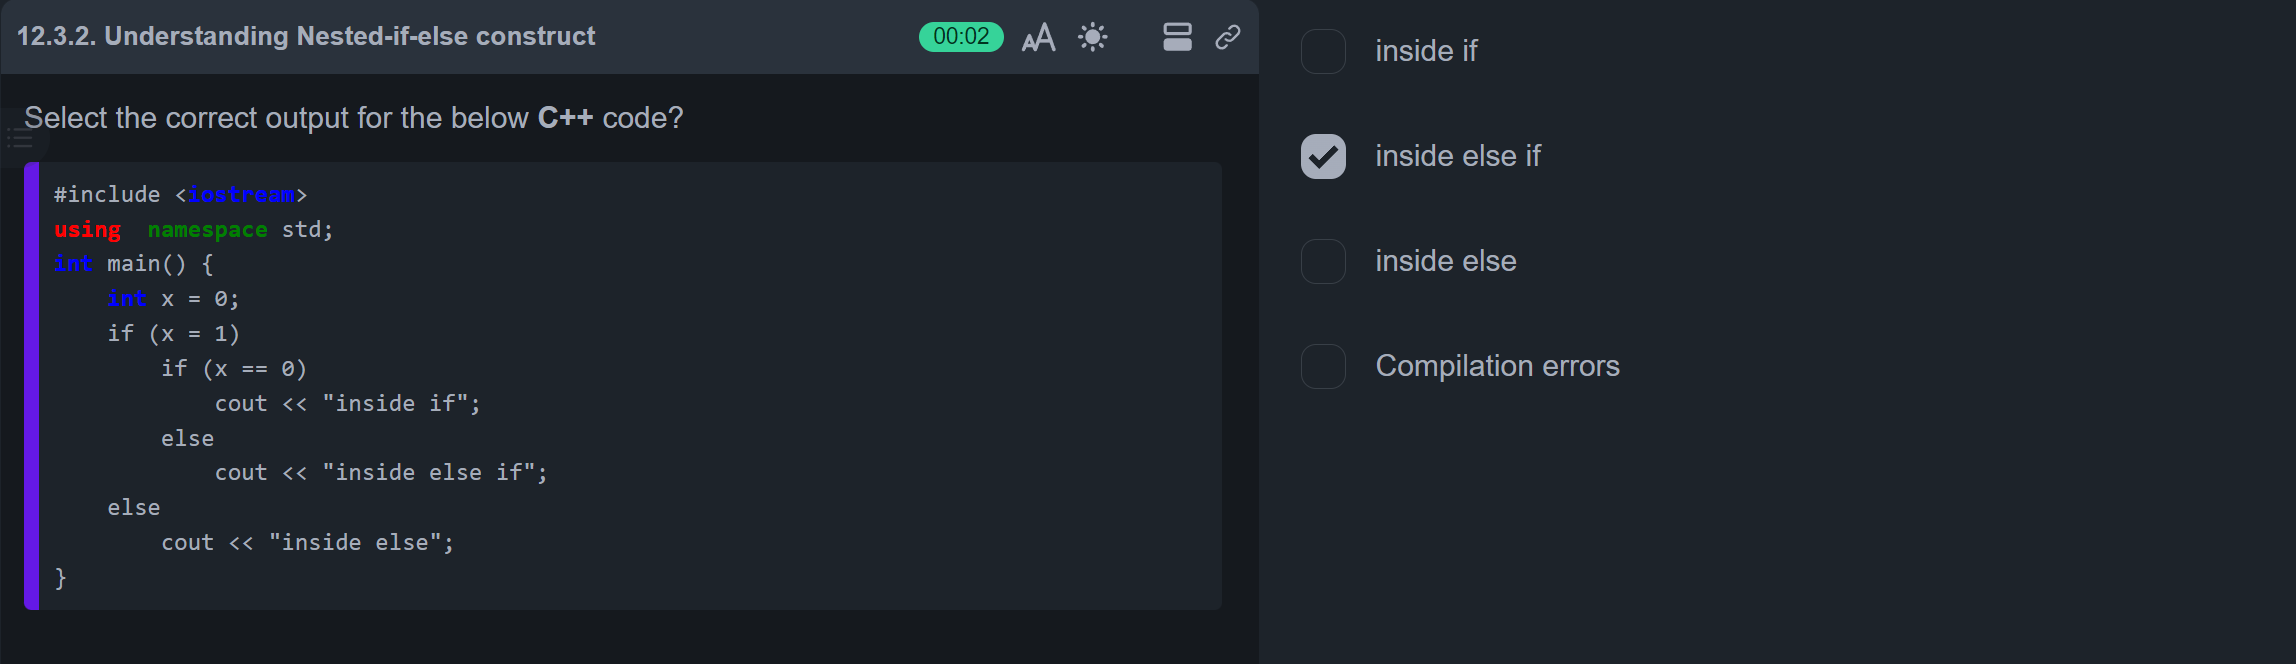 12.3.2. Understanding Nested-if-else construct
00:02
Select the correct output for the below C++ code?
#include <iostream>
using  namespace std;
int main() {
    int x = 0;
    if (x = 1)
        if (x == 0)
            cout << "inside if";
        else
            cout << "inside else if";
    else
        cout << "inside else";
}
inside if
inside else if
inside else
Compilation errors